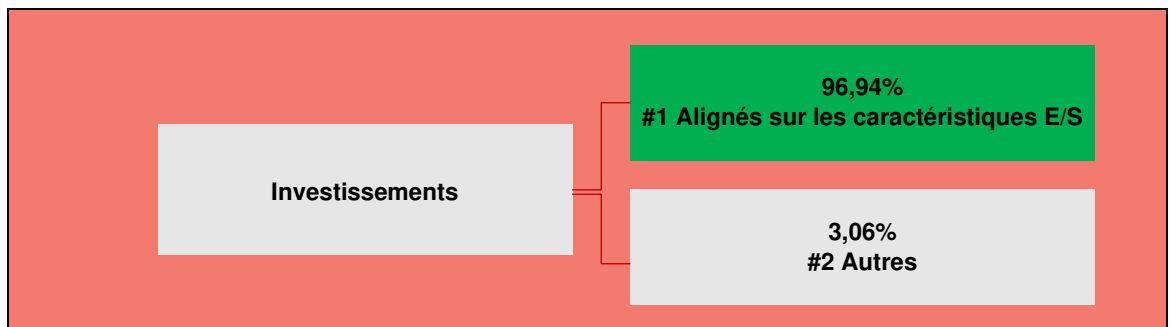 Investissements
96,94%
#1 Alignés sur les caractéristiques E/S
3,06%
#2 Autres